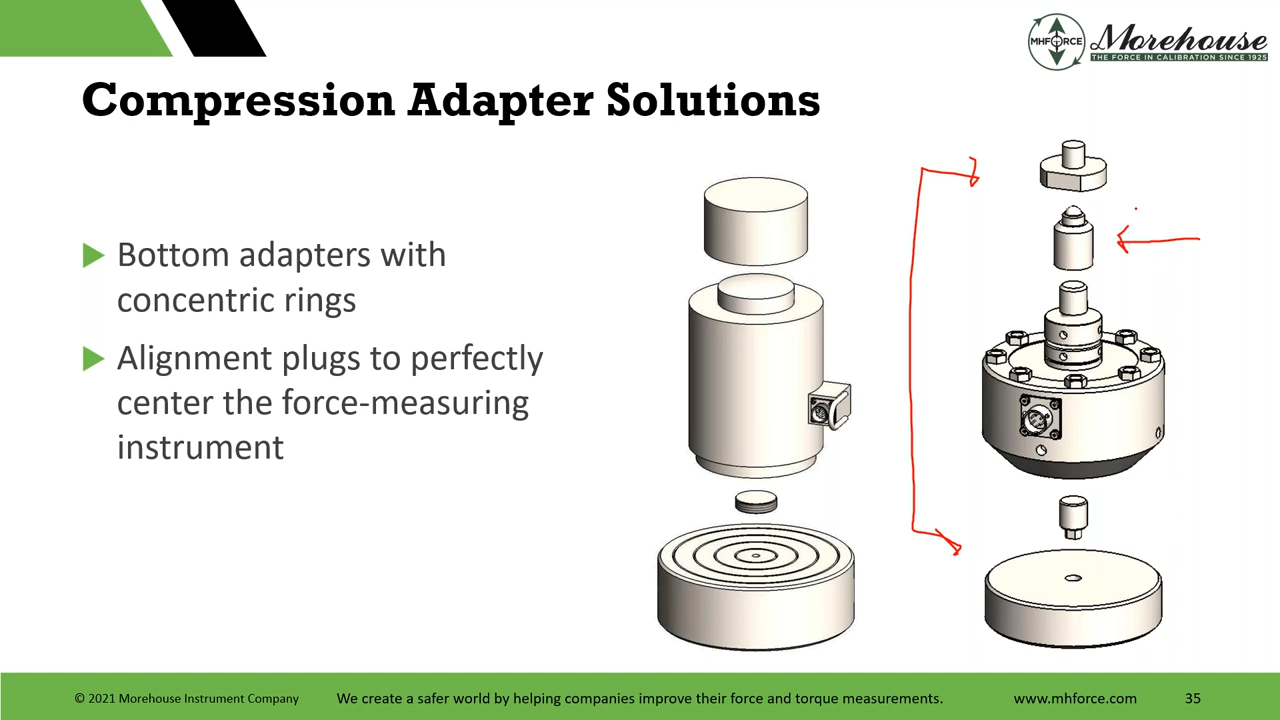 MHFORCE
Morehouse
THE FORCE IN CALIBRATION SINCE 1925
Compression Adapter Solutions
Bottom adapters with
concentric rings
Alignment plugs to perfectly
center the force-measuring
instrument
© 2021 Morehouse Instrument Company
We create a safer world by helping companies improve their force and torque measurements.
www.mhforce.com
35